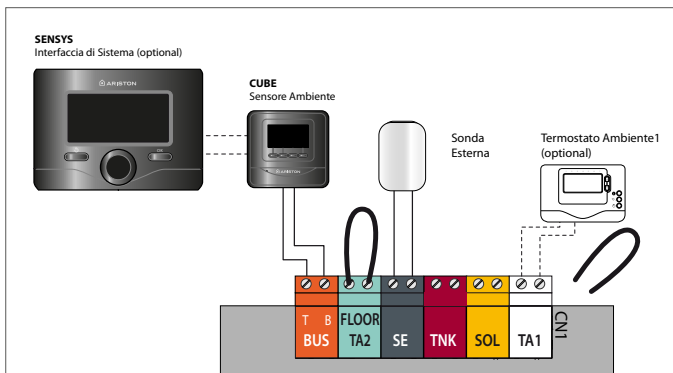 SENSYS
Interfaccia di Sistema (optional)
ARISTON
CUBE
Sensore Ambiente
ARISTON
Sonda
Esterna
Termostato Ambiente1
(optional)
T B
BUS
FLOOR
TA2
SE
TNK
SOL
TA1
CN1